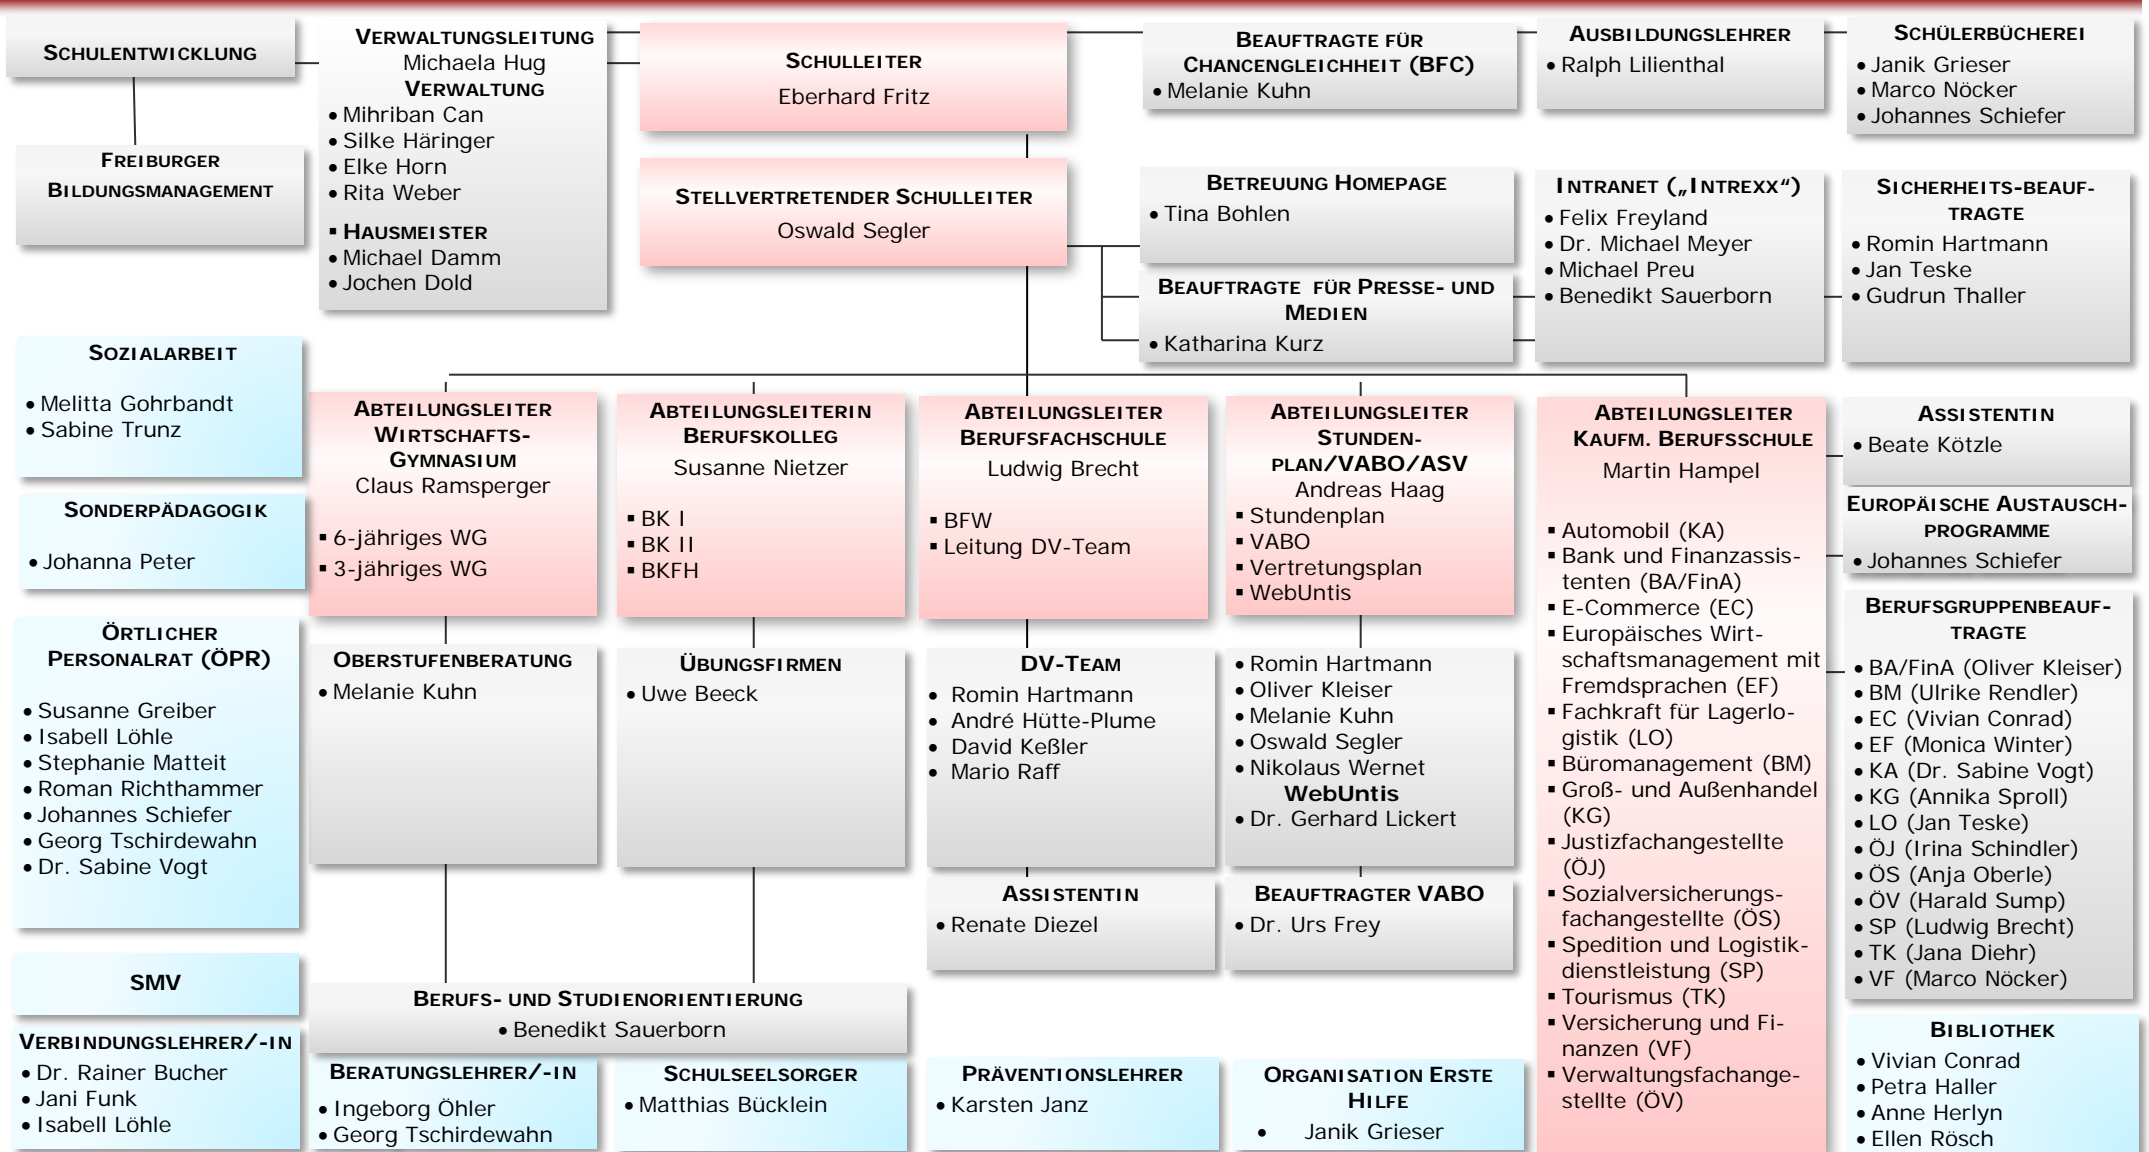 SCHULENTWICKLUNG
FREIBURGER
BILDUNGSMANAGEMENT
VERWALTUNGSLEITUNG
Michaela Hug
VERWALTUNG
• Mihriban Can
• Silke Häringer
• Elke Horn
• Rita Weber
▪ HAUSMEISTER
• Michael Damm
• Jochen Dold
SCHULLEITER
Eberhard Fritz
STELLVERTRETENDER SCHULLEITER
Oswald Segler
BEAUFTRAGTE FÜR
CHANCENGLEICHHEIT (BFC)
• Melanie Kuhn
AUSBILDUNGSLEHRER
• Ralph Lilienthal
SCHÜLERBÜCHEREI
• Janik Grieser
• Marco Nöcker
• Johannes Schiefer
BETREUUNG HOMEPAGE
• Tina Bohlen
BEAUFTRAGTE FÜR PRESSE- UND
MEDIEN
• Katharina Kurz
INTRANET („INTREXX“)
• Felix Freyland
• Dr. Michael Meyer
• Michael Preu
• Benedikt Sauerborn
SICHERHEITS-BEAUF-
TRAGTE
• Romin Hartmann
• Jan Teske
• Gudrun Thaller
SOZIALARBEIT
• Melitta Gohrbandt
• Sabine Trunz
SONDERPÄDAGOGIK
• Johanna Peter
ÖRTLICHER
PERSONALRAT (ÖPR)
• Susanne Greiber
• Isabell Löhle
• Stephanie Matteit
• Roman Richthammer
• Johannes Schiefer
• Georg Tschirdewahn
• Dr. Sabine Vogt
SMV
VERBINDUNGSLEHRER/-IN
• Dr. Rainer Bucher
• Jani Funk
• Isabell Löhle
ABTEILUNGSLEITER
WIRTSCHAFTS-
GYMNASIUM
Claus Ramsperger
▪ 6-jähriges WG
▪ 3-jähriges WG
OBERSTUFENBERATUNG
• Melanie Kuhn
ABTEILUNGSLEITERIN
BERUFSKOLLEG
Susanne Nietzer
▪ BK I
▪ BK II
▪ BKFH
ÜBUNGSFIRMEN
• Uwe Beeck
BERUFS- UND STUDIENORIENTIERUNG
• Benedikt Sauerborn
BERATUNGSLEHRER/-IN
• Ingeborg Öhler
• Georg Tschirdewahn
SCHULSEELSORGER
• Matthias Bücklein
ABTEILUNGSLEITER
BERUFSFACHSCHULE
Ludwig Brecht
▪ BFW
▪ Leitung DV-Team
DV-TEAM
• Romin Hartmann
• André Hütte-Plume
• David Keßler
• Mario Raff
ASSISTENTIN
• Renate Diezel
PRÄVENTIONSLEHRER
• Karsten Janz
ABTEILUNGSLEITER
STUNDEN-
PLAN/VABO/ASV
Andreas Haag
▪ Stundenplan
▪ VABO
▪ Vertretungsplan
▪ WebUntis
• Romin Hartmann
• Oliver Kleiser
• Melanie Kuhn
• Oswald Segler
• Nikolaus Wernet
WebUntis
• Dr. Gerhard Lickert
BEAUFTRAGTER VABO
• Dr. Urs Frey
ORGANISATION ERSTE
HILFE
• Janik Grieser
ABTEILUNGSLEITER
KAUFM. BERUFSSCHULE
Martin Hampel
▪ Automobil (KA)
▪ Bank und Finanzassis-
tenten (BA/FinA)
▪ E-Commerce (EC)
▪ Europäisches Wirt-
schaftsmanagement mit
Fremdsprachen (EF)
▪ Fachkraft für Lagerlo-
gistik (LO)
▪ Büromanagement (BM)
▪ Groß- und Außenhandel
(KG)
▪ Justizfachangestellte
(ÖJ)
▪ Sozialversicherungs-
fachangestellte (ÖS)
▪ Spedition und Logistik-
dienstleistung (SP)
▪ Tourismus (TK)
▪ Versicherung und Fi-
nanzen (VF)
▪ Verwaltungsfachange-
stellte (ÖV)
ASSISTENTIN
• Beate Kötzle
EUROPÄISCHE AUSTAUSCH-
PROGRAMME
• Johannes Schiefer
BERUFSGRUPPENBEAUF-
TRAGTE
• BA/FinA (Oliver Kleiser)
• BM (Ulrike Rendler)
• EC (Vivian Conrad)
• EF (Monica Winter)
• KA (Dr. Sabine Vogt)
• KG (Annika Sproll)
• LO (Jan Teske)
• ÖJ (Irina Schindler)
• ÖS (Anja Oberle)
• ÖV (Harald Sump)
• SP (Ludwig Brecht)
• TK (Jana Diehr)
• VF (Marco Nöcker)
BIBLIOTHEK
• Vivian Conrad
• Petra Haller
• Anne Herlyn
• Ellen Rösch